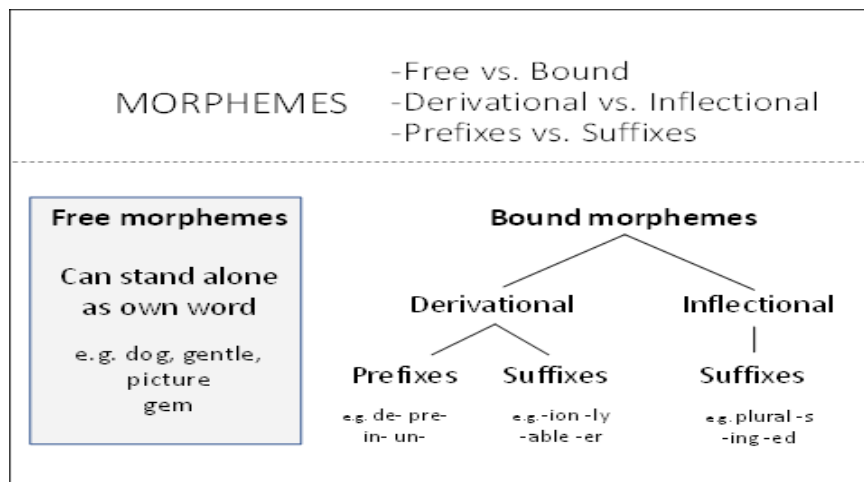 MORPHEMES
-Free vs. Bound
-Derivational vs. Inflectional
-Prefixes vs. Suffixes
Free morphemes
Can stand alone
as own word
e.g. dog, gentle,
picture
gem
Bound morphemes
Derivational
Inflectional
Prefixes
Suffixes
Suffixes
e.g. de- pre-
in- un-
e.g.-ion -ly
-able -er
e.g. plural -s
-ing -ed